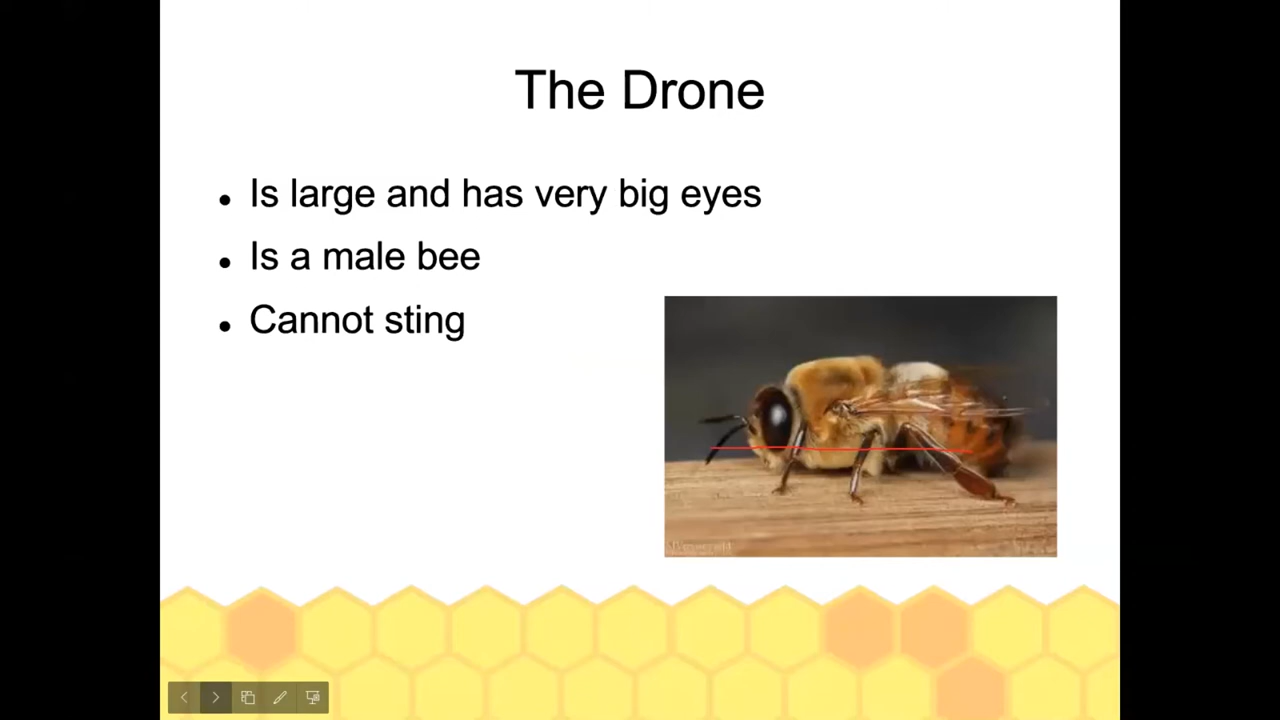 The Drone
Is large and has very big eyes
Is a male bee
Cannot sting